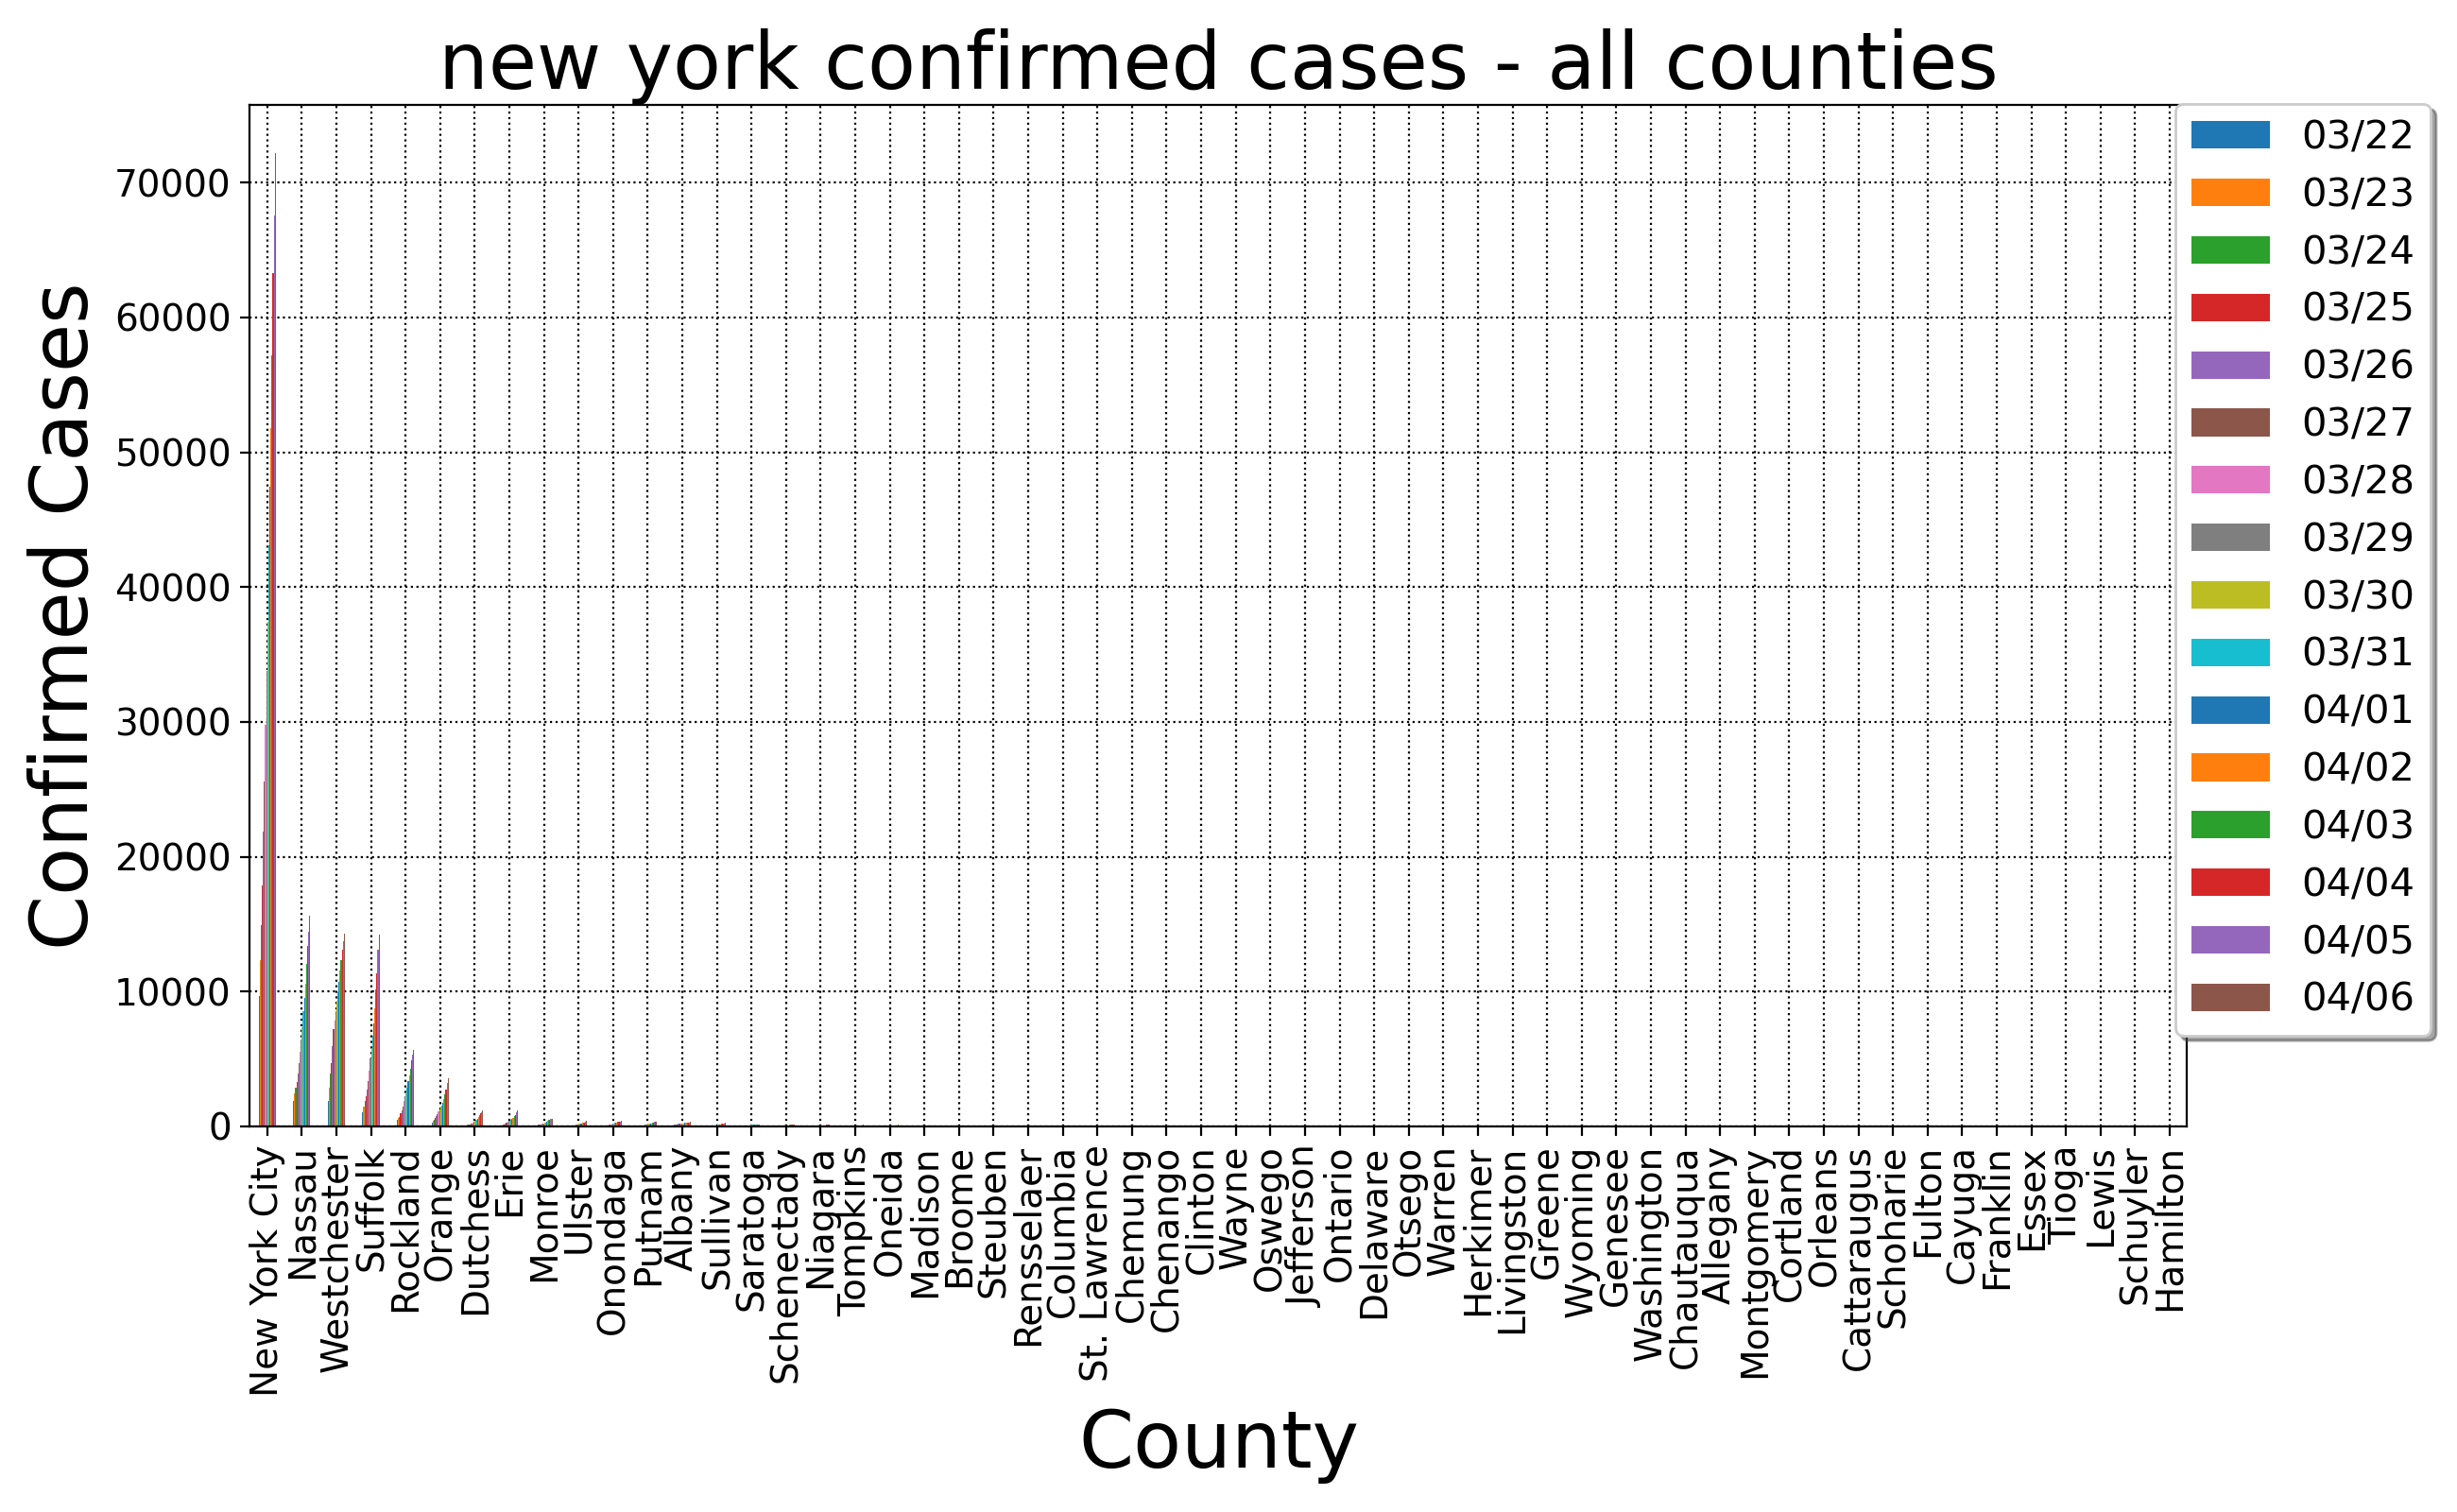 new york confirmed cases - all counties
Confirmed Cases
70000
60000
50000
40000
30000
20000
10000
0
03/22
03/23
03/24
03/25
03/26
03/27
03/28
03/29
03/30
03/31
04/01
04/02
04/03
04/04
04/05
04/06
New York City
Nassau
Westchester
Suffolk
Rockland
Orange
Dutchess
Erie
Monroe
Ulster
Onondaga
Putnam
Albany
Sullivan
Saratoga
Schenectady
Niagara
Tompkins
Oneida
Madison
Broome
Steuben
Rensselaer
Columbia
St. Lawrence
Chemung
Chenango
Clinton
Wayne
Oswego
Jefferson
Ontario
Delaware
Otsego
Warren
Herkimer
Livingston
Greene
Wyoming
Genesee
Washington
Chautauqua
Allegany
Montgomery
Cortland
Orleans
Cattaraugus
Schoharie
Fulton
Cayuga
Franklin
Essex
Tioga
Lewis
Schuyler
Hamilton
County